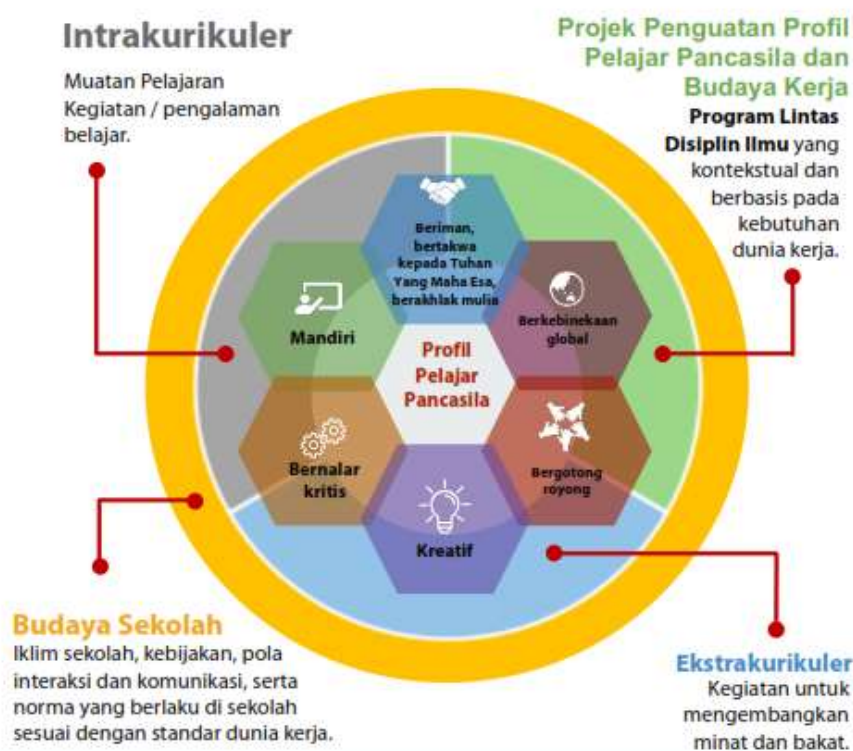 Intrakurikuler
Muatan Pelajaran
Kegiatan / pengalaman
belajar.
Projek Penguatan Profil
Pelajar Pancasila dan
Budaya Kerja
Program Lintas
Disiplin Ilmu yang
kontekstual dan
berbasis pada
kebutuhan
dunia kerja.
Beriman,
bertakwa
kepada Tuhan
Yang Maha Esa,
berakhlak mulia
Mandiri
Berkebinekaan
global
Profil
Pelajar
Pancasila
Bernalar
kritis
Bergotong
royong
Kreatif
Budaya Sekolah
Iklim sekolah, kebijakan, pola
interaksi dan komunikasi, serta
norma yang berlaku di sekolah
sesuai dengan standar dunia kerja.
Ekstrakurikuler
Kegiatan untuk
mengembangkan
minat dan bakat.